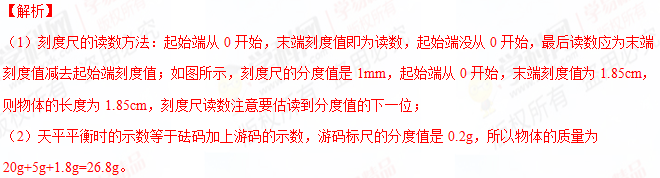 【解析】
（1）刻度尺的读数方法：起始端从 0 开始，末端刻度值即为读数，起始端没从 0 开始，最后读数应为末端
刻度值减去起始端刻度值；如图所示，刻度尺的分度值是 1mm，起始端从 0 开始，末端刻度值为 1.85cm，
则物体的长度为 1.85cm，刻度尺读数注意要估读到分度值的下一位；
（2）天平平衡时的示数等于砝码加上游码的示数，游码标尺的分度值是 0.2g，所以物体的质量为
20g+5g+1.8g=26.8g。